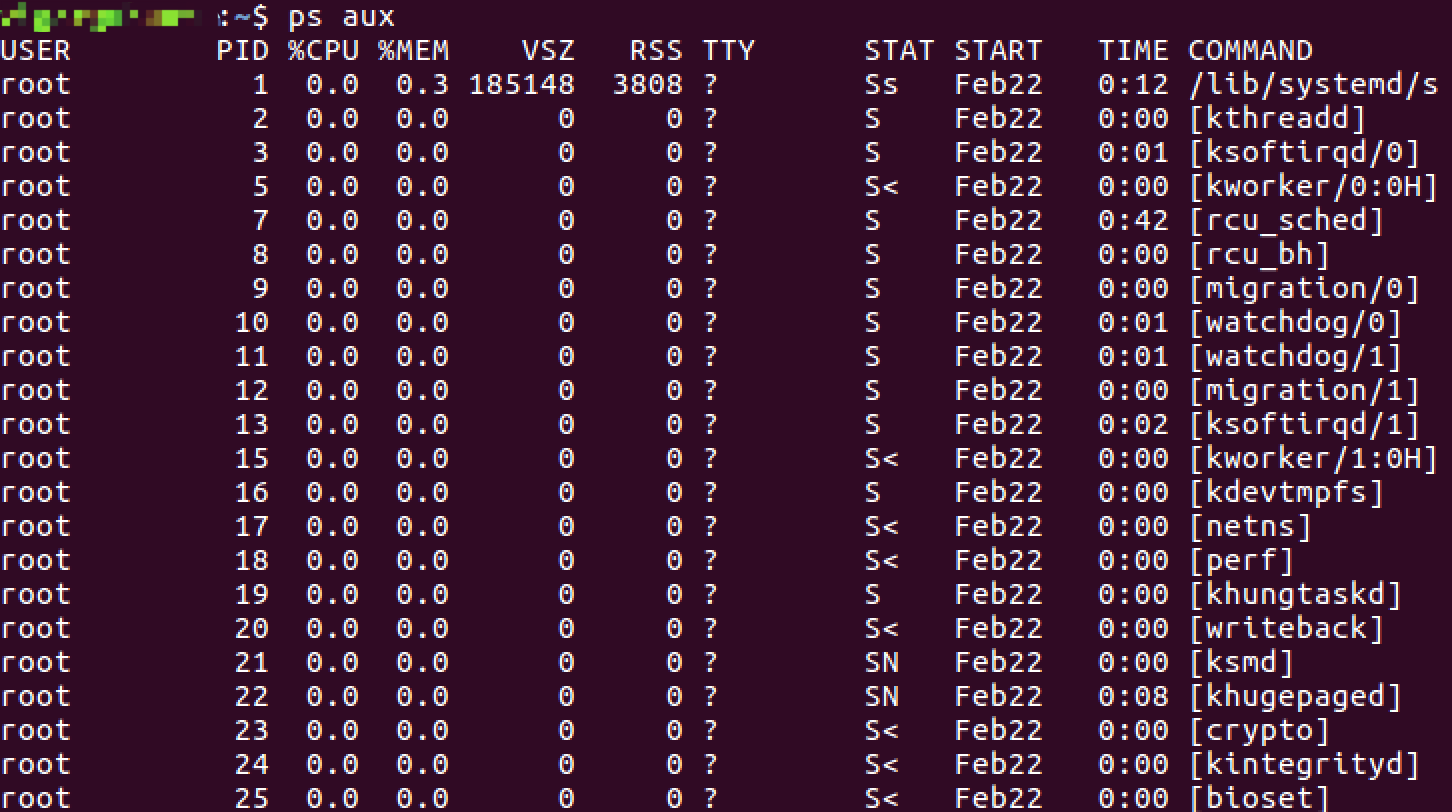 :~$ ps aux
USER PID %CPU %MEM VSZ RSS TTY STAT START TIME COMMAND
root 1 0.0 0.3 185148 3808 ? Ss Feb22 0:12 /lib/systemd/s
root 2 0.0 0.0 0 0 ? S Feb22 0:00 [kthreadd]
root 3 0.0 0.0 0 0 ? S Feb22 0:01 [ksoftirqd/0]
root 5 0.0 0.0 0 0 ? S< Feb22 0:00 [kworker/0:0H]
root 7 0.0 0.0 0 0 ? S Feb22 0:42 [rcu_sched]
root 8 0.0 0.0 0 0 ? S Feb22 0:00 [rcu_bh]
root 9 0.0 0.0 0 0 ? S Feb22 0:00 [migration/0]
root 10 0.0 0.0 0 0 ? S Feb22 0:01 [watchdog/0]
root 11 0.0 0.0 0 0 ? S Feb22 0:01 [watchdog/1]
root 12 0.0 0.0 0 0 ? S Feb22 0:00 [migration/1]
root 13 0.0 0.0 0 0 ? S Feb22 0:02 [ksoftirqd/1]
root 15 0.0 0.0 0 0 ? S< Feb22 0:00 [kworker/1:0H]
root 16 0.0 0.0 0 0 ? S Feb22 0:00 [kdevtmpfs]
root 17 0.0 0.0 0 0 ? S< Feb22 0:00 [netns]
root 18 0.0 0.0 0 0 ? S< Feb22 0:00 [perf]
root 19 0.0 0.0 0 0 ? S Feb22 0:00 [khungtaskd]
root 20 0.0 0.0 0 0 ? S< Feb22 0:00 [writeback]
root 21 0.0 0.0 0 0 ? SN Feb22 0:00 [ksmd]
root 22 0.0 0.0 0 0 ? SN Feb22 0:08 [khugepaged]
root 23 0.0 0.0 0 0 ? S< Feb22 0:00 [crypto]
root 24 0.0 0.0 0 0 ? S< Feb22 0:00 [kintegrityd]
root 25 0.0 0.0 0 0 ? S< Feb22 0:00 [bioset]